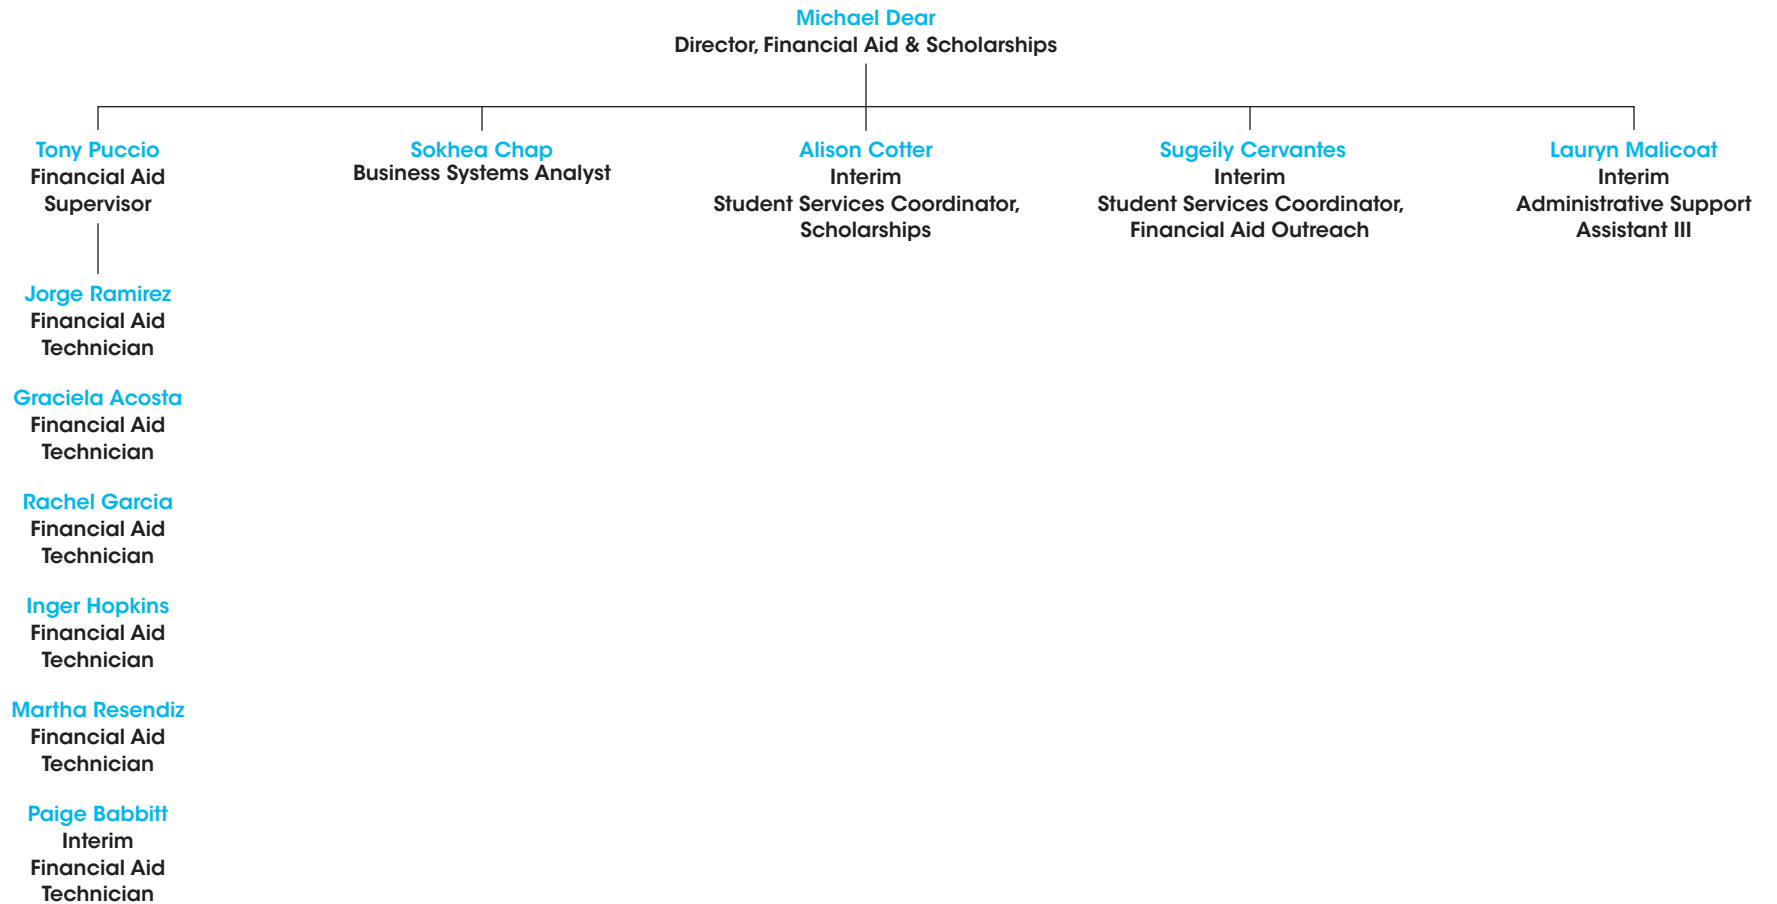 Michael Dear
Director, Financial Aid & Scholarships
Tony Puccio
Financial Aid
Supervisor
Sokhea Chap
Business Systems Analyst
Alison Cotter
Interim
Student Services Coordinator,
Scholarships
Sugeily Cervantes
Interim
Student Services Coordinator,
Financial Aid Outreach
Lauryn Malicoat
Interim
Administrative Support
Assistant III
Jorge Ramirez
Financial Aid
Technician
Graciela Acosta
Financial Aid
Technician
Rachel Garcia
Financial Aid
Technician
Inger Hopkins
Financial Aid
Technician
Martha Resendiz
Financial Aid
Technician
Paige Babbitt
Interim
Financial Aid
Technician